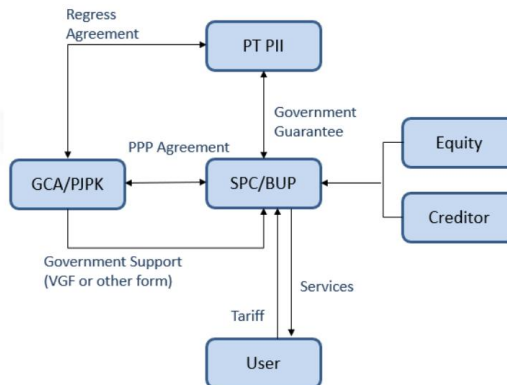 Regress
Agreement
PT PII
Government
Guarantee
PPP Agreement
Equity
GCA/PJPK
SPC/BUP
Creditor
Government Support
(VGF or other form)
Services
Tariff
User